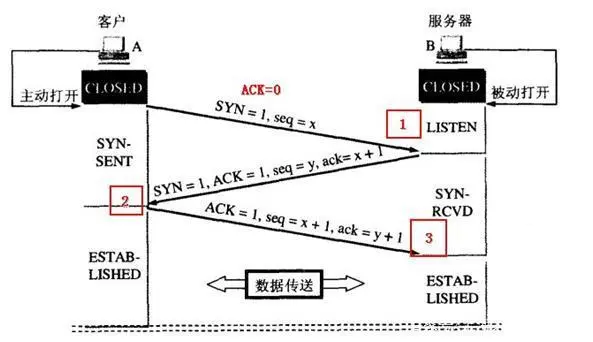 客户
服务器
A
B
主动打开
CLOSED
ACK=0
CLOSED
被动打开
SYN = 1, seq = x
1
LISTEN
SYN-
SENT
SYN = 1, ACK = 1, seq = y, ack= x + 1
2
SYN-
RCVD
ACK = 1, seq = x + 1, ack = y + 1
3
ESTAB-
LISHED
数据传送
ESTAB-
LISHED